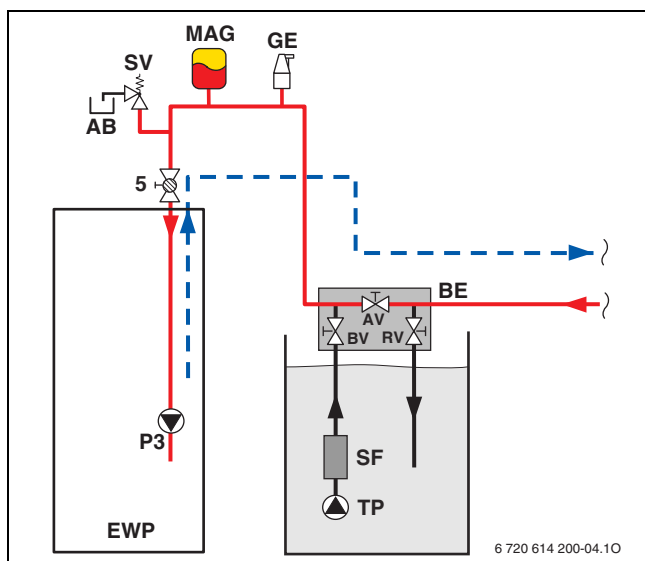 MAG
GE
SV
AB
5
BE
AV
BV
RV
P3
SF
TP
EWP
6 720 614 200-04.1O